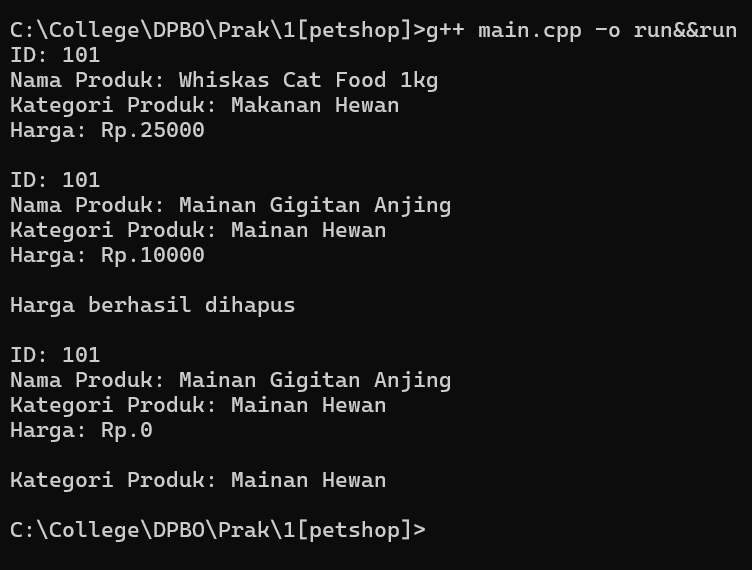 C:\College\DPBO\Prak\1[petshop]>g++ main.cpp -o run&&run
ID: 101
Nama Produk: Whiskas Cat Food 1kg
Kategori Produk: Makanan Hewan
Harga: Rp.25000
ID: 101
Nama Produk: Mainan Gigitan Anjing
Kategori Produk: Mainan Hewan
Harga: Rp.10000
Harga berhasil dihapus
ID: 101
Nama Produk: Mainan Gigitan Anjing
Kategori Produk: Mainan Hewan
Harga: Rp.0
Kategori Produk: Mainan Hewan
C:\College\DPBO\Prak\1[petshop]>